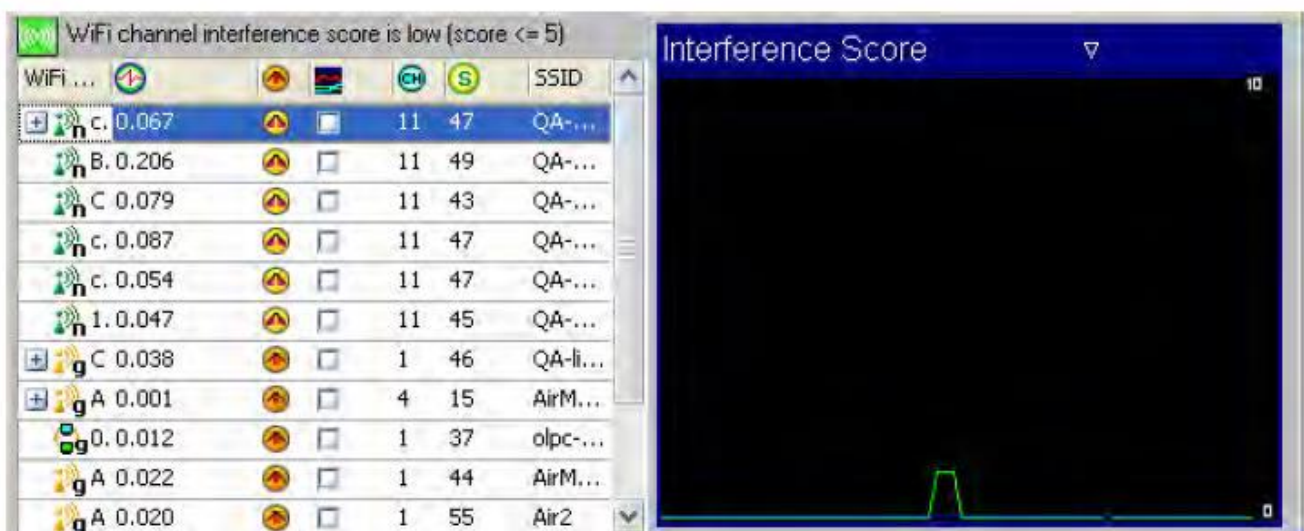 WiFi channel interference score is low (score <= 5)
WiFi ... CH S SSID
n c. 0.067 11 47 QA-...
n B. 0.206 11 49 QA-...
n C 0.079 11 43 QA-...
n c. 0.087 11 47 QA-...
n c. 0.054 11 47 QA-...
n 1. 0.047 11 45 QA-...
g C 0.038 1 46 QA-li...
g A 0.001 4 15 AirM...
g 0. 0.012 1 37 olpc-...
g A 0.022 1 44 AirM...
g A 0.020 1 55 Air2
Interference Score
10
0